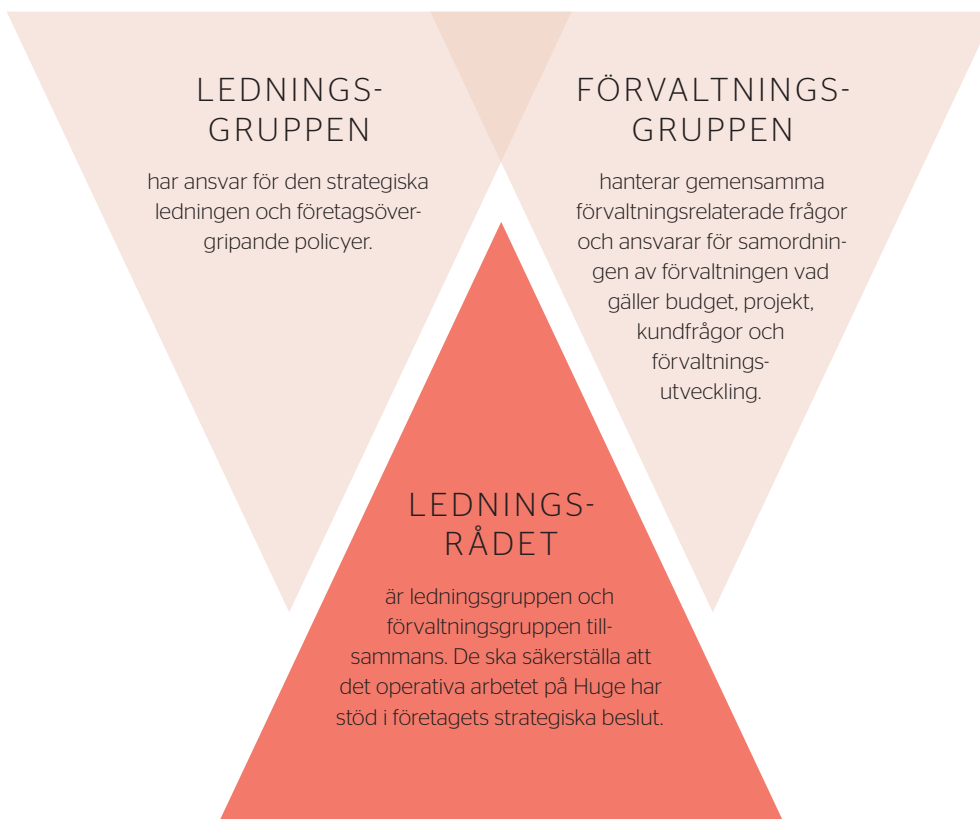 LEDNINGS-
GRUPPEN
har ansvar för den strategiska
ledningen och företagsöver-
gripande policyer.
FÖRVALTNINGS-
GRUPPEN
hanterar gemensamma
förvaltningsrelaterade frågor
och ansvarar för samordnin-
gen av förvaltningen vad
gäller budget, projekt,
kundfrågor och
förvaltnings-
utveckling.
LEDNINGS-
RÅDET
är ledningsgruppen och
förvaltningsgruppen till-
sammans. De ska säkerställa att
det operativa arbetet på Huge har
stöd i företagets strategiska beslut.